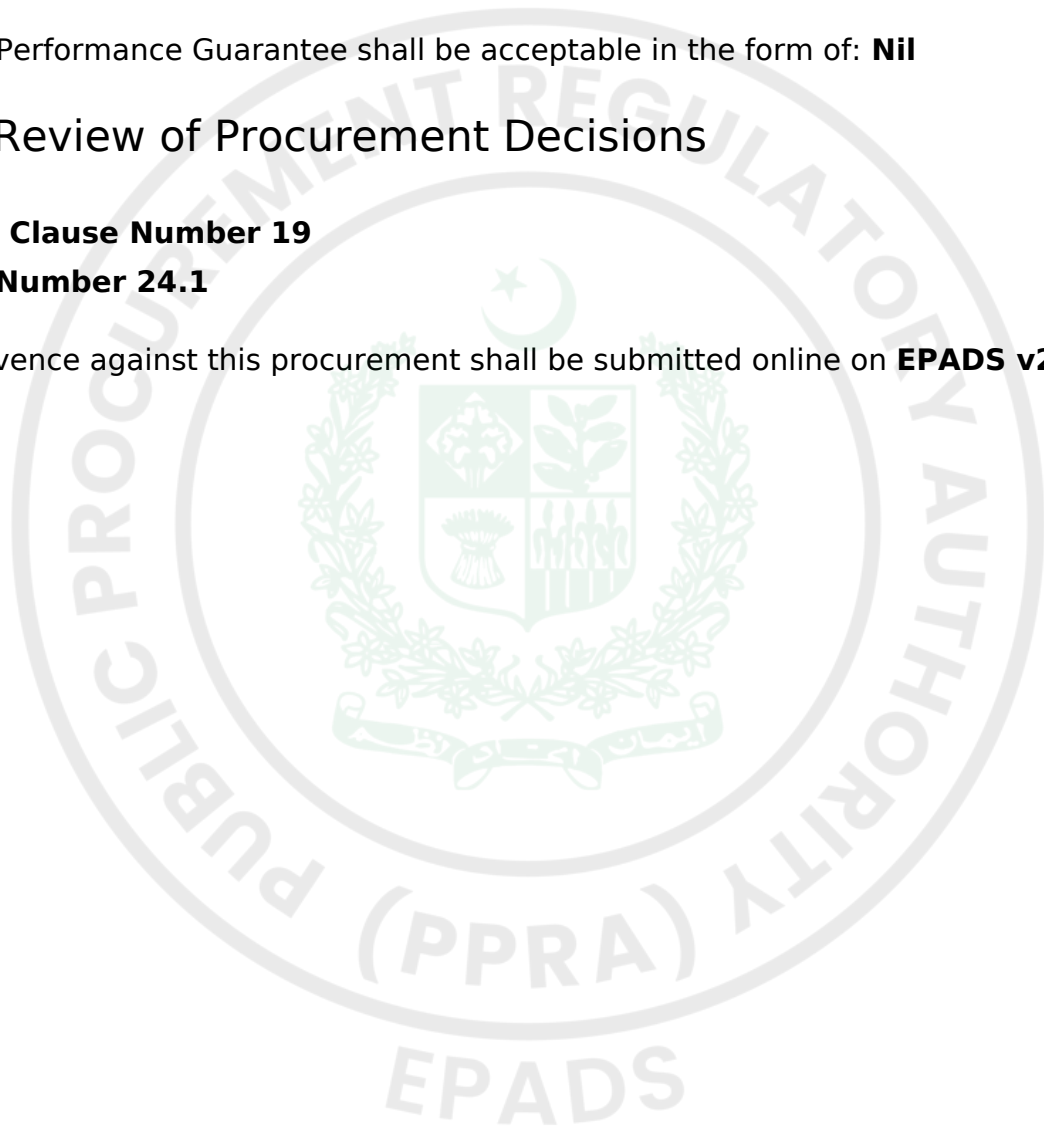 Performance Guarantee shall be acceptable in the form of: Nil
Review of Procurement Decisions
Clause Number 19
Number 24.1
vence against this procurement shall be submitted online on EPADS v2
PUBLIC PROCUREMENT REGULATORY AUTHORITY
(PPRA)
EPADS